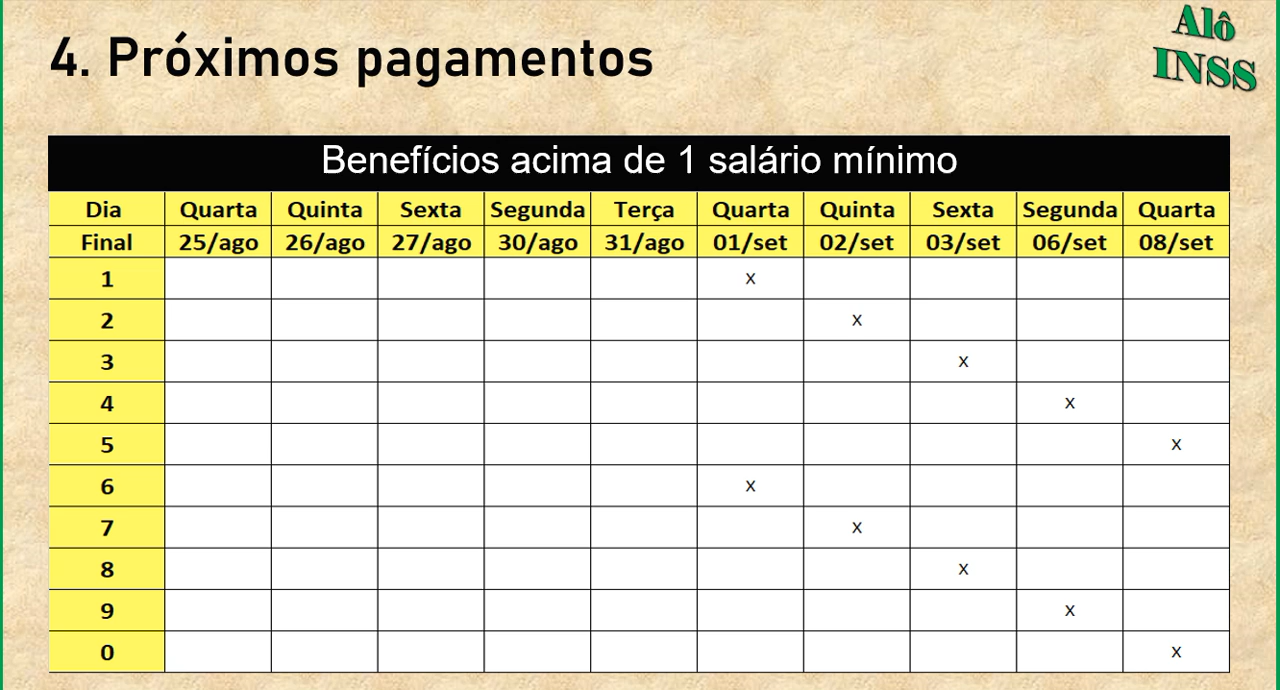 4. Próximos pagamentos
Alô
INSS
Benefícios acima de 1 salário mínimo
Dia Quarta Quinta Sexta Segunda Terça Quarta Quinta Sexta Segunda Quarta
Final 25/ago 26/ago 27/ago 30/ago 31/ago 01/set 02/set 03/set 06/set 08/set
1 x
2 x
3 x
4 x
5 x
6 x
7 x
8 x
9 x
0 x